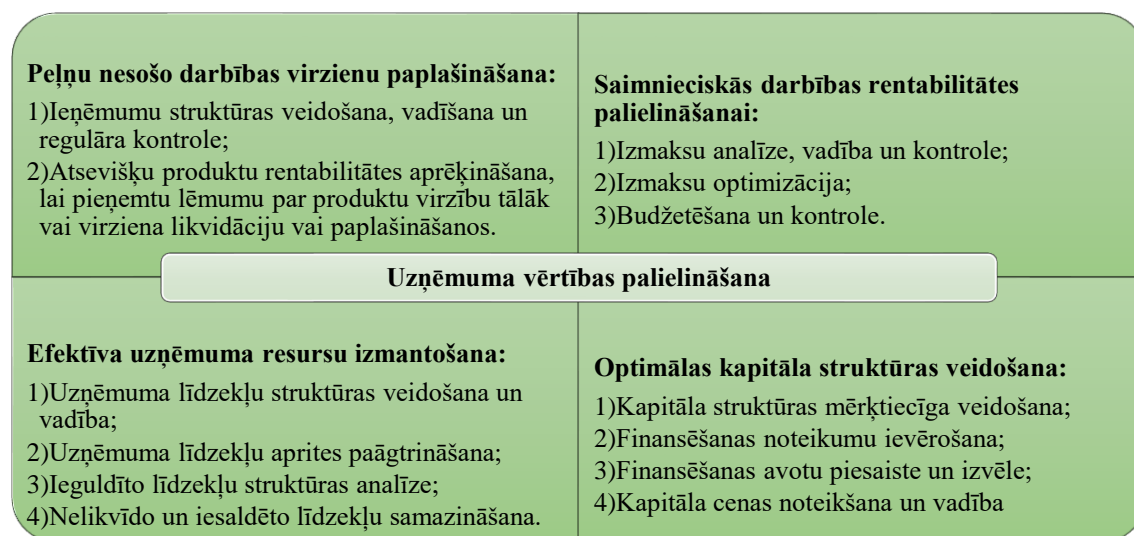 Peļņu nesošo darbības virzienu paplašināšana:
1)Ieņēmumu struktūras veidošana, vadīšana un
regulāra kontrole;
2)Atsevišķu produktu rentabilitātes aprēķināšana,
lai pieņemtu lēmumu par produktu virzību tālāk
vai virziena likvidāciju vai paplašināšanos.
Saimnieciskās darbības rentabilitātes
palielināšanai:
1)Izmaksu analīze, vadība un kontrole;
2)Izmaksu optimizācija;
3)Budžetēšana un kontrole.
Uzņēmuma vērtības palielināšana
Efektīva uzņēmuma resursu izmantošana:
1)Uzņēmuma līdzekļu struktūras veidošana un
vadība;
2)Uzņēmuma līdzekļu aprites paāgtrināšana;
3)Ieguldīto līdzekļu struktūras analīze;
4)Nelikvīdo un iesaldēto līdzekļu samazināšana.
Optimālas kapitāla struktūras veidošana:
1)Kapitāla struktūras mērķtiecīga veidošana;
2)Finansēšanas noteikumu ievērošana;
3)Finansēšanas avotu piesaiste un izvēle;
4)Kapitāla cenas noteikšana un vadība